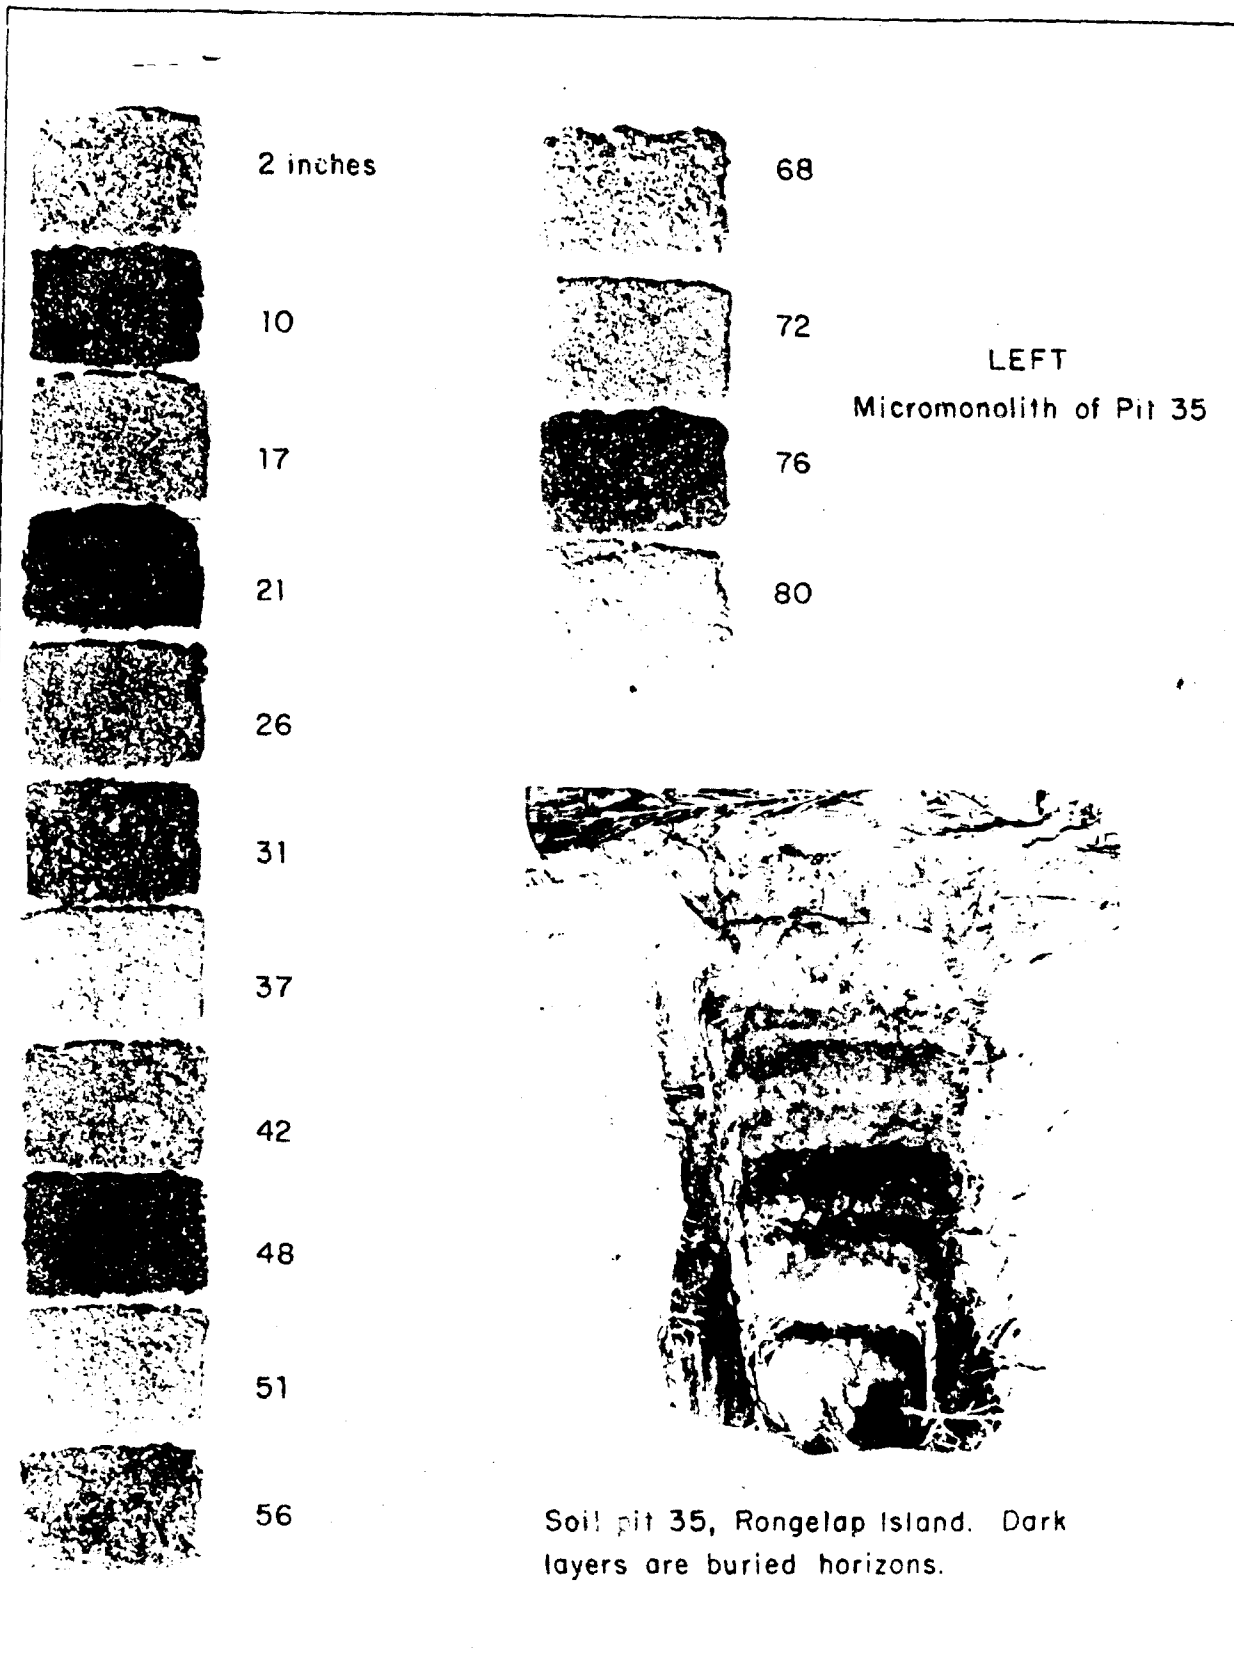 2 inches
10
17
21
26
31
37
42
48
51
56
68
72
76
80
LEFT
Micromonolith of Pit 35
Soil pit 35, Rongelap Island. Dark
layers are buried horizons.